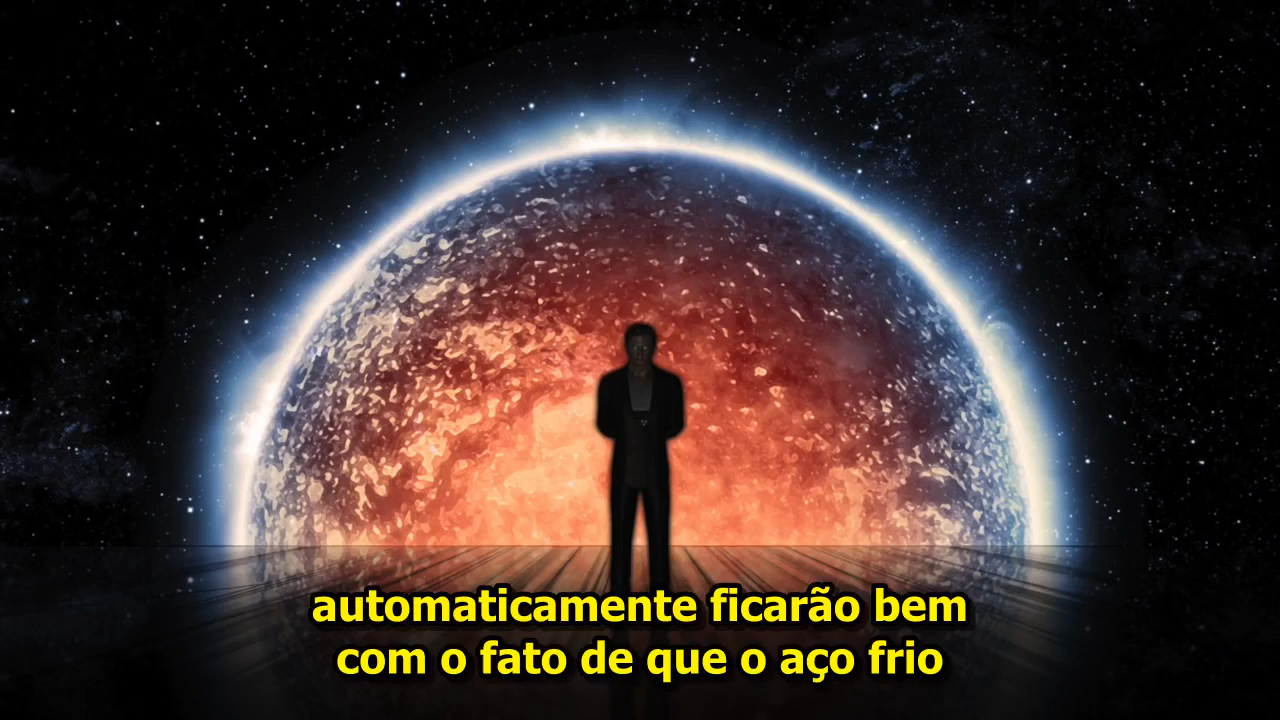 automaticamente ficarão bem
com o fato de que o aço frio